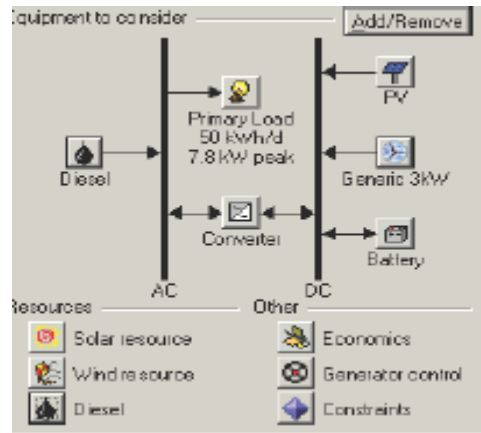 Equipment to consider
Add/Remove
Primary Load
50 kWh/d
7.8 kW peak
PV
Diesel
Generic 3kW
Converter
Battery
AC
DC
Resources
Other
Solar resource
Economics
Wind resource
Generator control
Diesel
Constraints